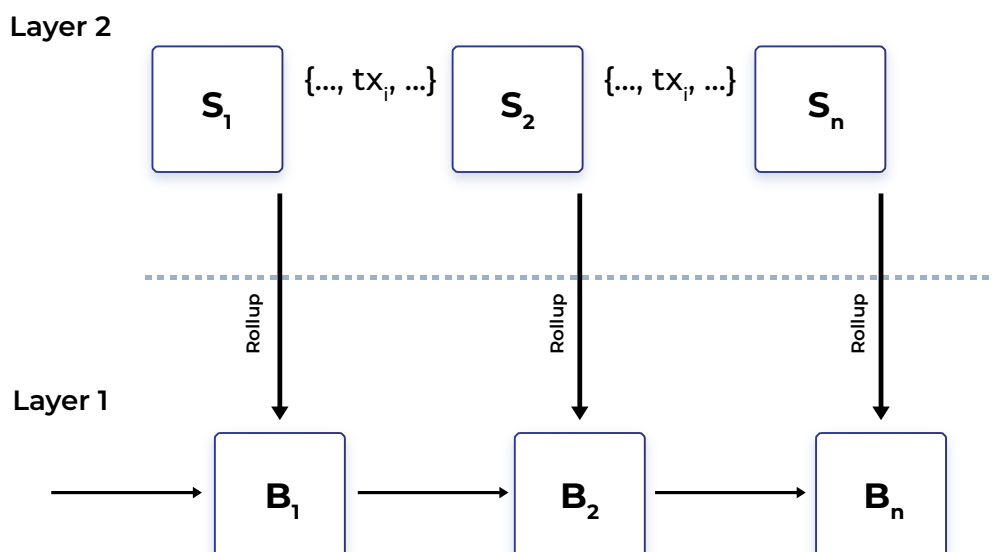 Layer 2
S₁ {..., txᵢ, ...} S₂ {..., txᵢ, ...} Sₙ
Rollup Rollup Rollup
Layer 1
B₁ B₂ Bₙ